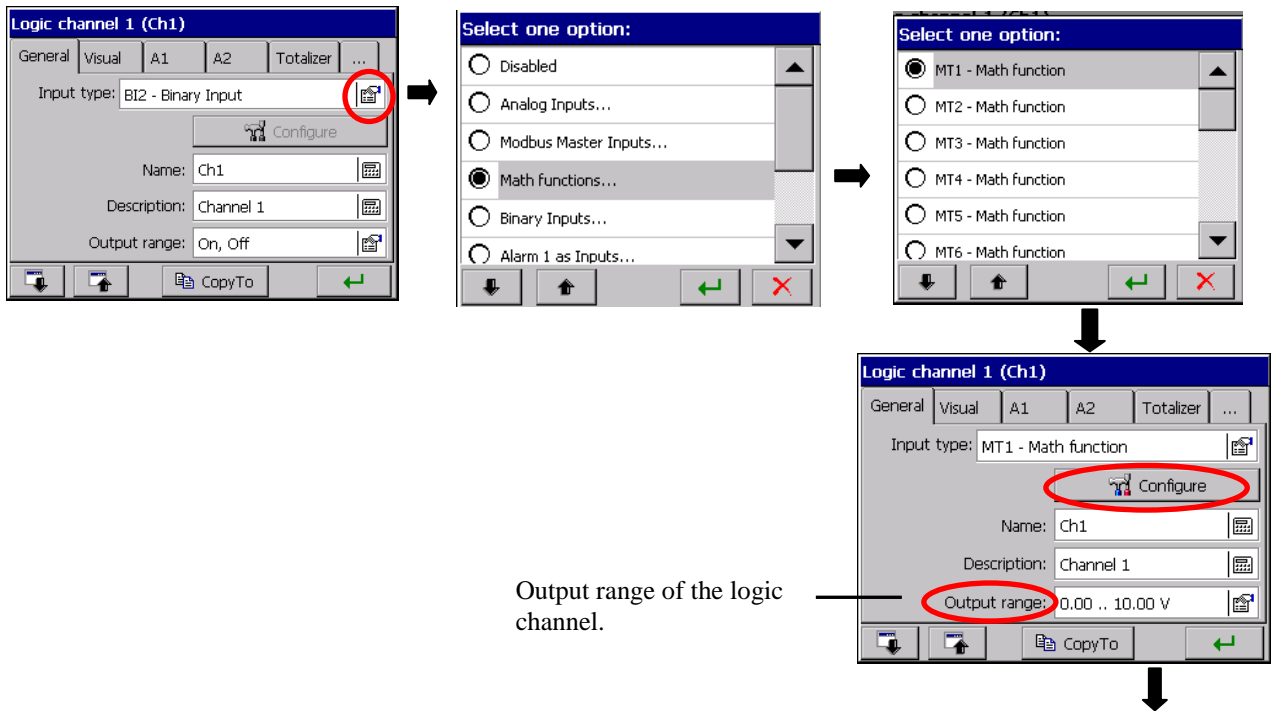 Logic channel 1 (Ch1)
General Visual A1 A2 Totalizer ...
Input type: BI2 - Binary Input
Configure
Name: Ch1
Description: Channel 1
Output range: On, Off
CopyTo
Select one option:
Disabled
Analog Inputs...
Modbus Master Inputs...
Math functions...
Binary Inputs...
Alarm 1 as Inputs...
Select one option:
MT1 - Math function
MT2 - Math function
MT3 - Math function
MT4 - Math function
MT5 - Math function
MT6 - Math function
Logic channel 1 (Ch1)
General Visual A1 A2 Totalizer ...
Input type: MT1 - Math function
Configure
Name: Ch1
Description: Channel 1
Output range: 0.00 .. 10.00 V
CopyTo
Output range of the logic
channel.